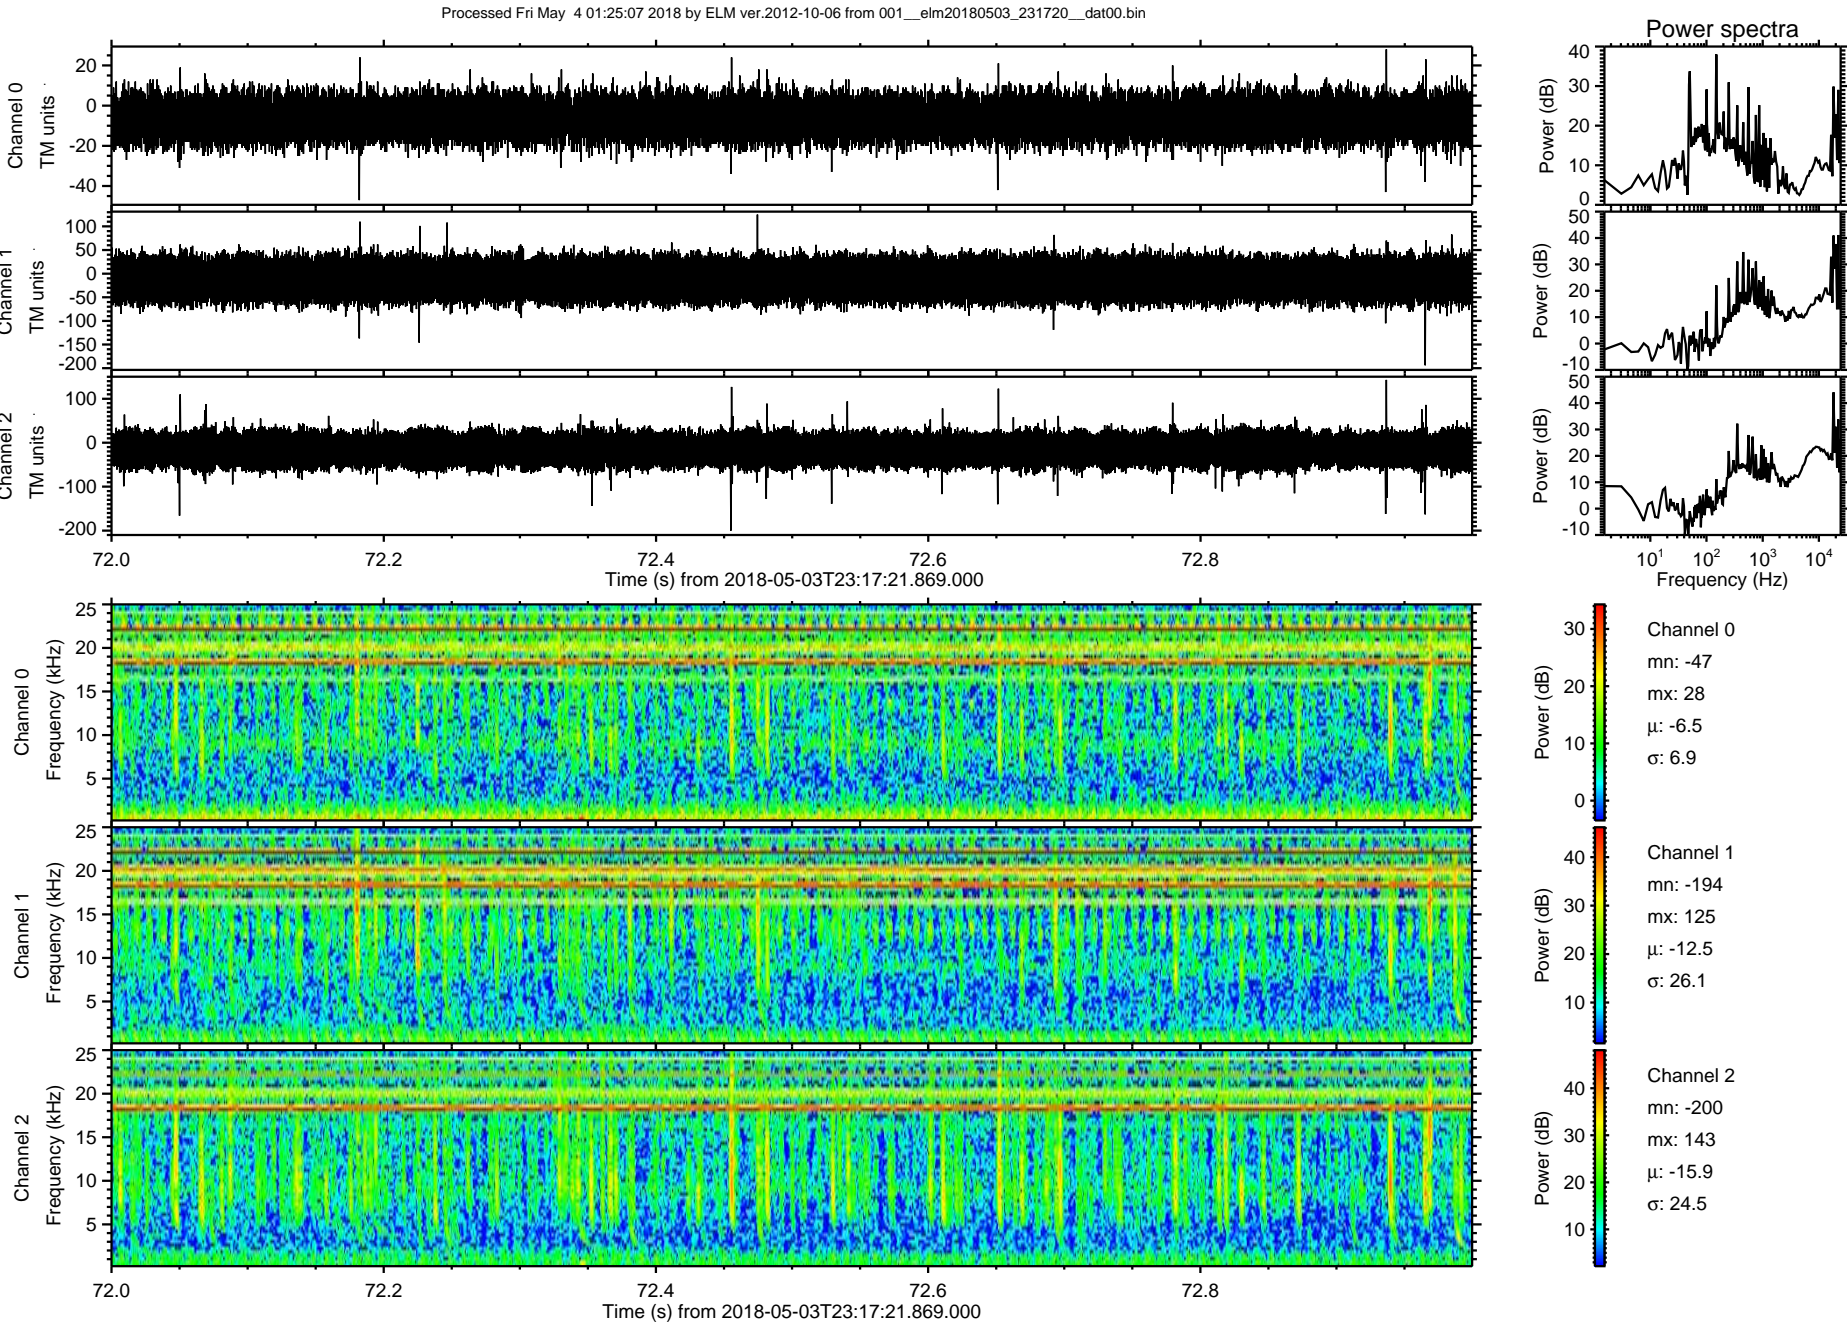 Processed Fri May  4 01:25:07 2018 by ELM ver.2012-10-06 from 001__elm20180503_231720__dat00.bin
Power spectra
Channel 0
TM units
20
0
-20
-40
Power (dB)
40
30
20
10
0
Channel 1
TM units
100
50
0
-50
-100
-150
-200
Power (dB)
50
40
30
20
10
0
-10
Channel 2
TM units
100
0
-100
-200
Power (dB)
50
40
30
20
10
0
-10
72.0 72.2 72.4 72.6 72.8
Time (s) from 2018-05-03T23:17:21.869.000
10^1 10^2 10^3 10^4
Frequency (Hz)
Channel 0
Frequency (kHz)
25
20
15
10
5
Power (dB)
30
20
10
0
Channel 0
mn: -47
mx: 28
μ: -6.5
σ: 6.9
Channel 1
Frequency (kHz)
25
20
15
10
5
Power (dB)
40
30
20
10
Channel 1
mn: -194
mx: 125
μ: -12.5
σ: 26.1
Channel 2
Frequency (kHz)
25
20
15
10
5
Power (dB)
40
30
20
10
Channel 2
mn: -200
mx: 143
μ: -15.9
σ: 24.5
72.0 72.2 72.4 72.6 72.8
Time (s) from 2018-05-03T23:17:21.869.000